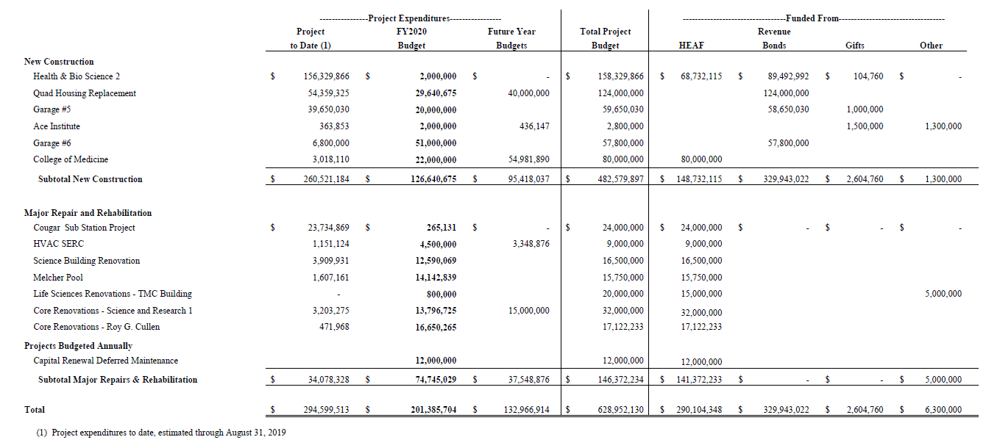 ----------------Project Expenditures----------------- ----------------------------------Funded From-----------------------------------
Project FY2020 Future Year Total Project Revenue
to Date (1) Budget Budgets Budget HEAF Bonds Gifts Other
New Construction
Health & Bio Science 2 $ 156,329,866 $ 2,000,000 $ - $ 158,329,866 $ 68,732,115 $ 89,492,992 $ 104,760 $ -
Quad Housing Replacement 54,359,325 29,640,675 40,000,000 124,000,000 124,000,000
Garage #5 39,650,030 20,000,000 59,650,030 58,650,030 1,000,000
Ace Institute 363,853 2,000,000 436,147 2,800,000 1,500,000 1,300,000
Garage #6 6,800,000 51,000,000 57,800,000 57,800,000
College of Medicine 3,018,110 22,000,000 54,981,890 80,000,000 80,000,000
Subtotal New Construction $ 260,521,184 $ 126,640,675 $ 95,418,037 $ 482,579,897 $ 148,732,115 $ 329,943,022 $ 2,604,760 $ 1,300,000
Major Repair and Rehabilitation
Cougar Sub Station Project $ 23,734,869 $ 265,131 $ - $ 24,000,000 $ 24,000,000 $ - $ - $ -
HVAC SERC 1,151,124 4,500,000 3,348,876 9,000,000 9,000,000
Science Building Renovation 3,909,931 12,590,069 16,500,000 16,500,000
Melcher Pool 1,607,161 14,142,839 15,750,000 15,750,000
Life Sciences Renovations - TMC Building - 800,000 20,000,000 15,000,000 5,000,000
Core Renovations - Science and Research 1 3,203,275 13,796,725 15,000,000 32,000,000 32,000,000
Core Renovations - Roy G. Cullen 471,968 16,650,265 17,122,233 17,122,233
Projects Budgeted Annually
Capital Renewal Deferred Maintenance 12,000,000 12,000,000 12,000,000
Subtotal Major Repairs & Rehabilitation $ 34,078,328 $ 74,745,029 $ 37,548,876 $ 146,372,234 $ 141,372,233 $ - $ - $ 5,000,000
Total $ 294,599,513 $ 201,385,704 $ 132,966,914 $ 628,952,130 $ 290,104,348 $ 329,943,022 $ 2,604,760 $ 6,300,000
(1) Project expenditures to date, estimated through August 31, 2019